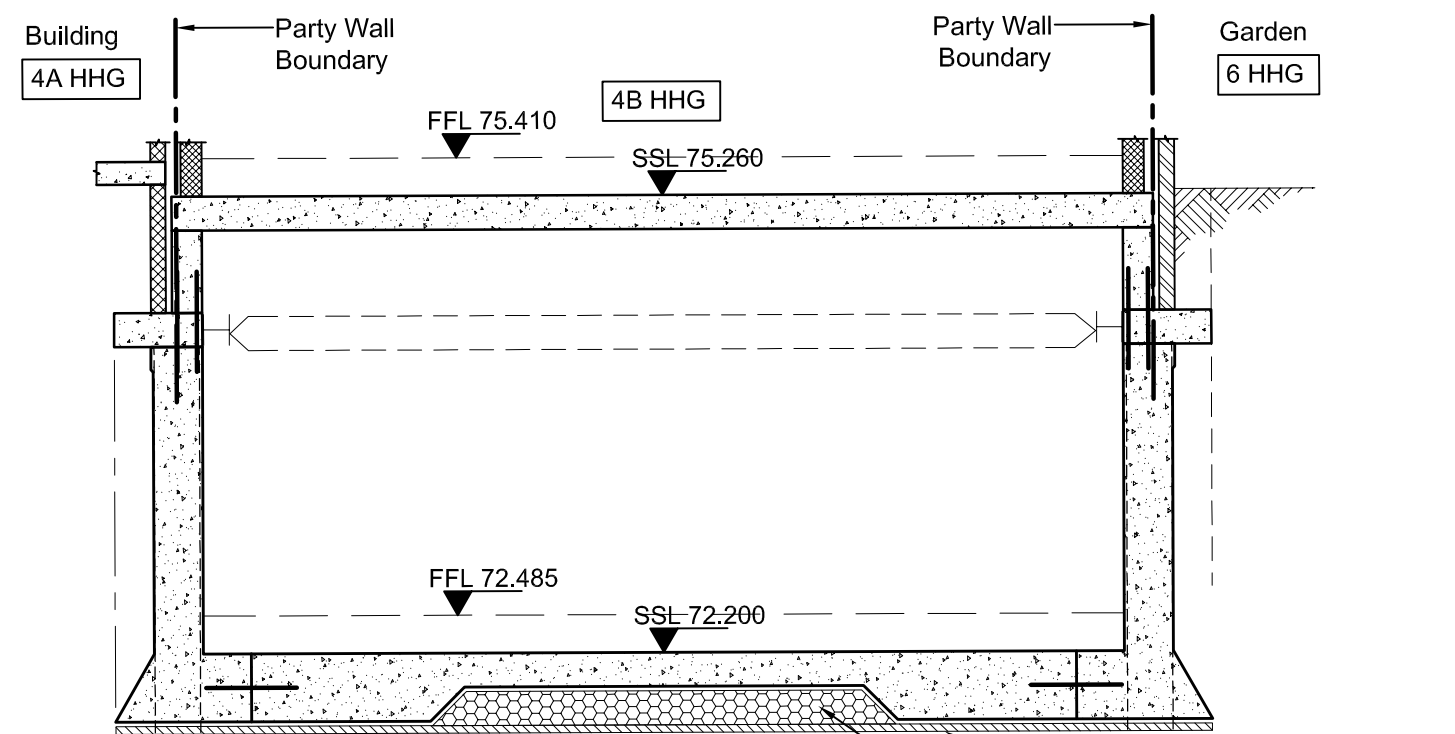 Building
4A HHG
Party Wall
Boundary
4B HHG
Party Wall
Boundary
Garden
6 HHG
FFL 75.410
SSL 75.260
FFL 72.485
SSL 72.200